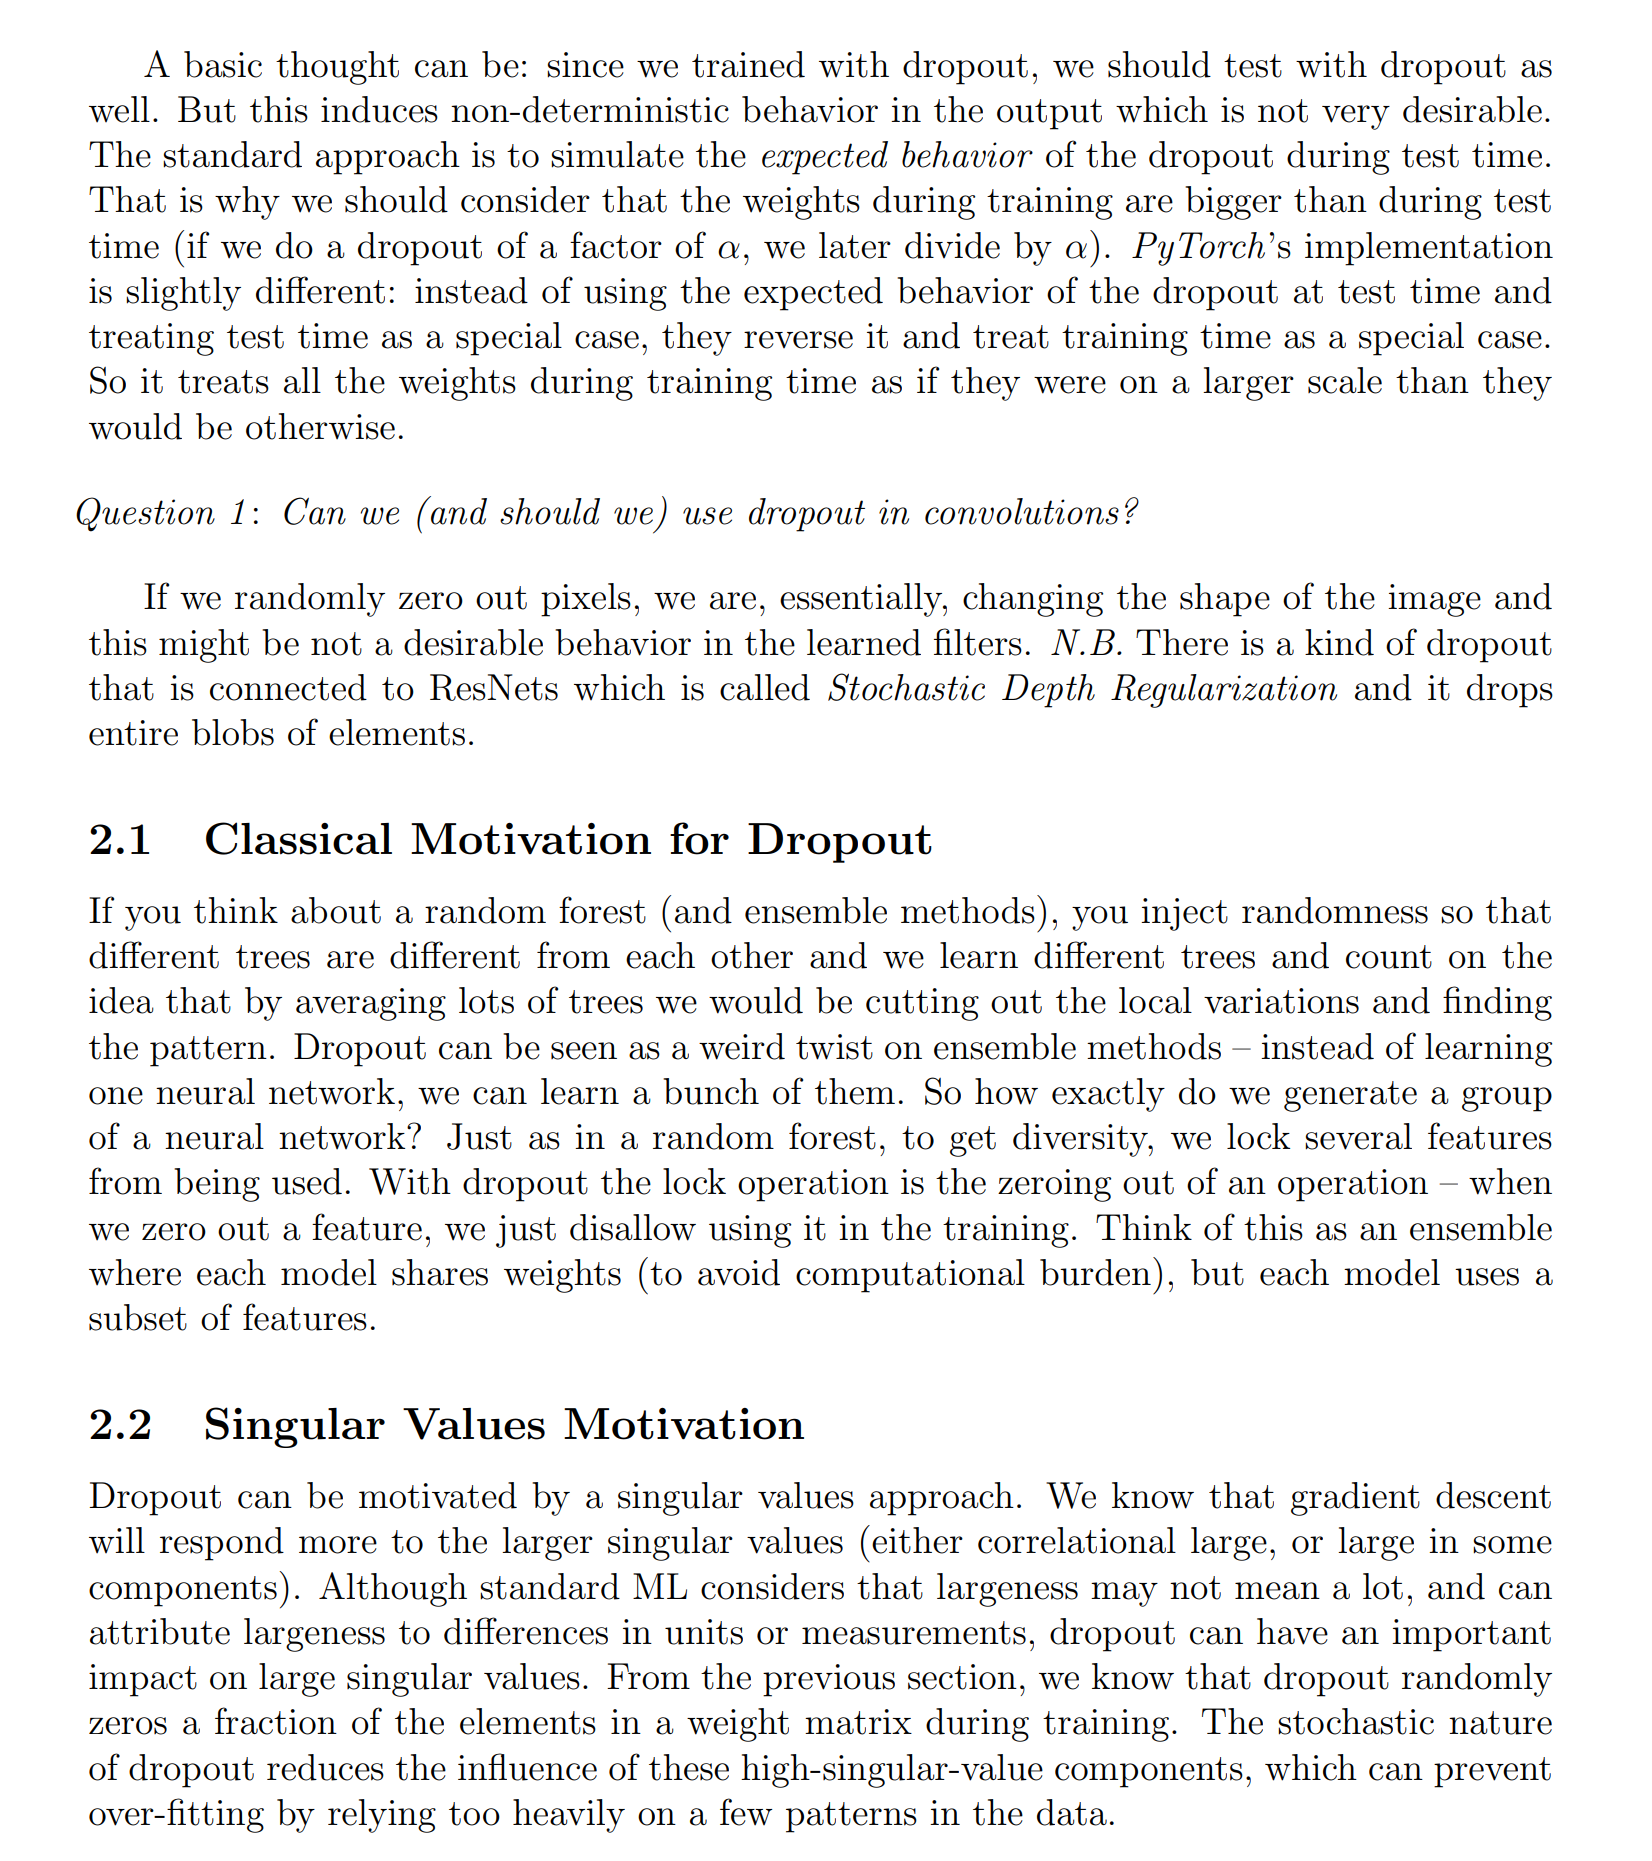 A basic thought can be: since we trained with dropout, we should test with dropout as
well. But this induces non-deterministic behavior in the output which is not very desirable.
The standard approach is to simulate the expected behavior of the dropout during test time.
That is why we should consider that the weights during training are bigger than during test
time (if we do a dropout of a factor of α, we later divide by α). PyTorch's implementation
is slightly different: instead of using the expected behavior of the dropout at test time and
treating test time as a special case, they reverse it and treat training time as a special case.
So it treats all the weights during training time as if they were on a larger scale than they
would be otherwise.
Question 1: Can we (and should we) use dropout in convolutions?
If we randomly zero out pixels, we are, essentially, changing the shape of the image and
this might be not a desirable behavior in the learned filters. N.B. There is a kind of dropout
that is connected to ResNets which is called Stochastic Depth Regularization and it drops
entire blobs of elements.
2.1 Classical Motivation for Dropout
If you think about a random forest (and ensemble methods), you inject randomness so that
different trees are different from each other and we learn different trees and count on the
idea that by averaging lots of trees we would be cutting out the local variations and finding
the pattern. Dropout can be seen as a weird twist on ensemble methods – instead of learning
one neural network, we can learn a bunch of them. So how exactly do we generate a group
of a neural network? Just as in a random forest, to get diversity, we lock several features
from being used. With dropout the lock operation is the zeroing out of an operation – when
we zero out a feature, we just disallow using it in the training. Think of this as an ensemble
where each model shares weights (to avoid computational burden), but each model uses a
subset of features.
2.2 Singular Values Motivation
Dropout can be motivated by a singular values approach. We know that gradient descent
will respond more to the larger singular values (either correlational large, or large in some
components). Although standard ML considers that largeness may not mean a lot, and can
attribute largeness to differences in units or measurements, dropout can have an important
impact on large singular values. From the previous section, we know that dropout randomly
zeros a fraction of the elements in a weight matrix during training. The stochastic nature
of dropout reduces the influence of these high-singular-value components, which can prevent
over-fitting by relying too heavily on a few patterns in the data.